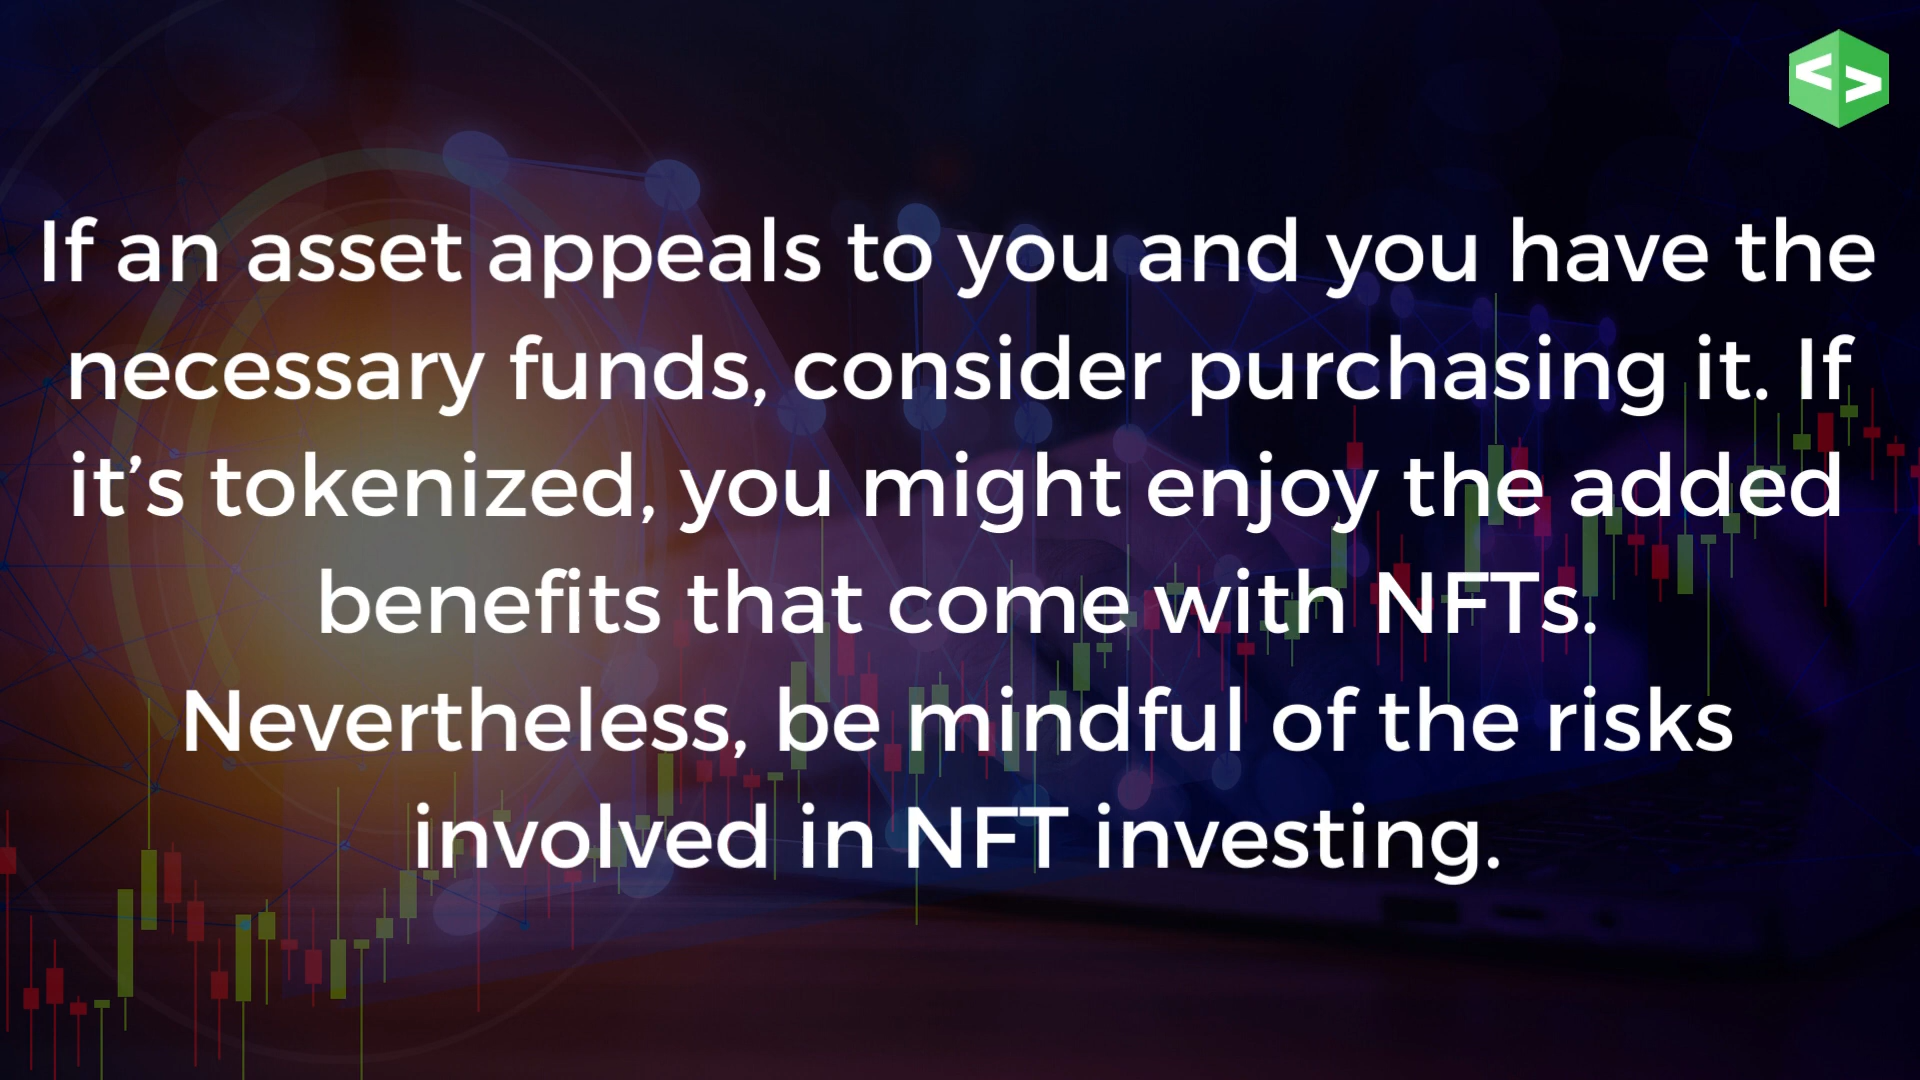 If an asset appeals to you and you have the
necessary funds, consider purchasing it. If
it’s tokenized, you might enjoy the added
benefits that come with NFTs.
Nevertheless, be mindful of the risks
involved in NFT investing.